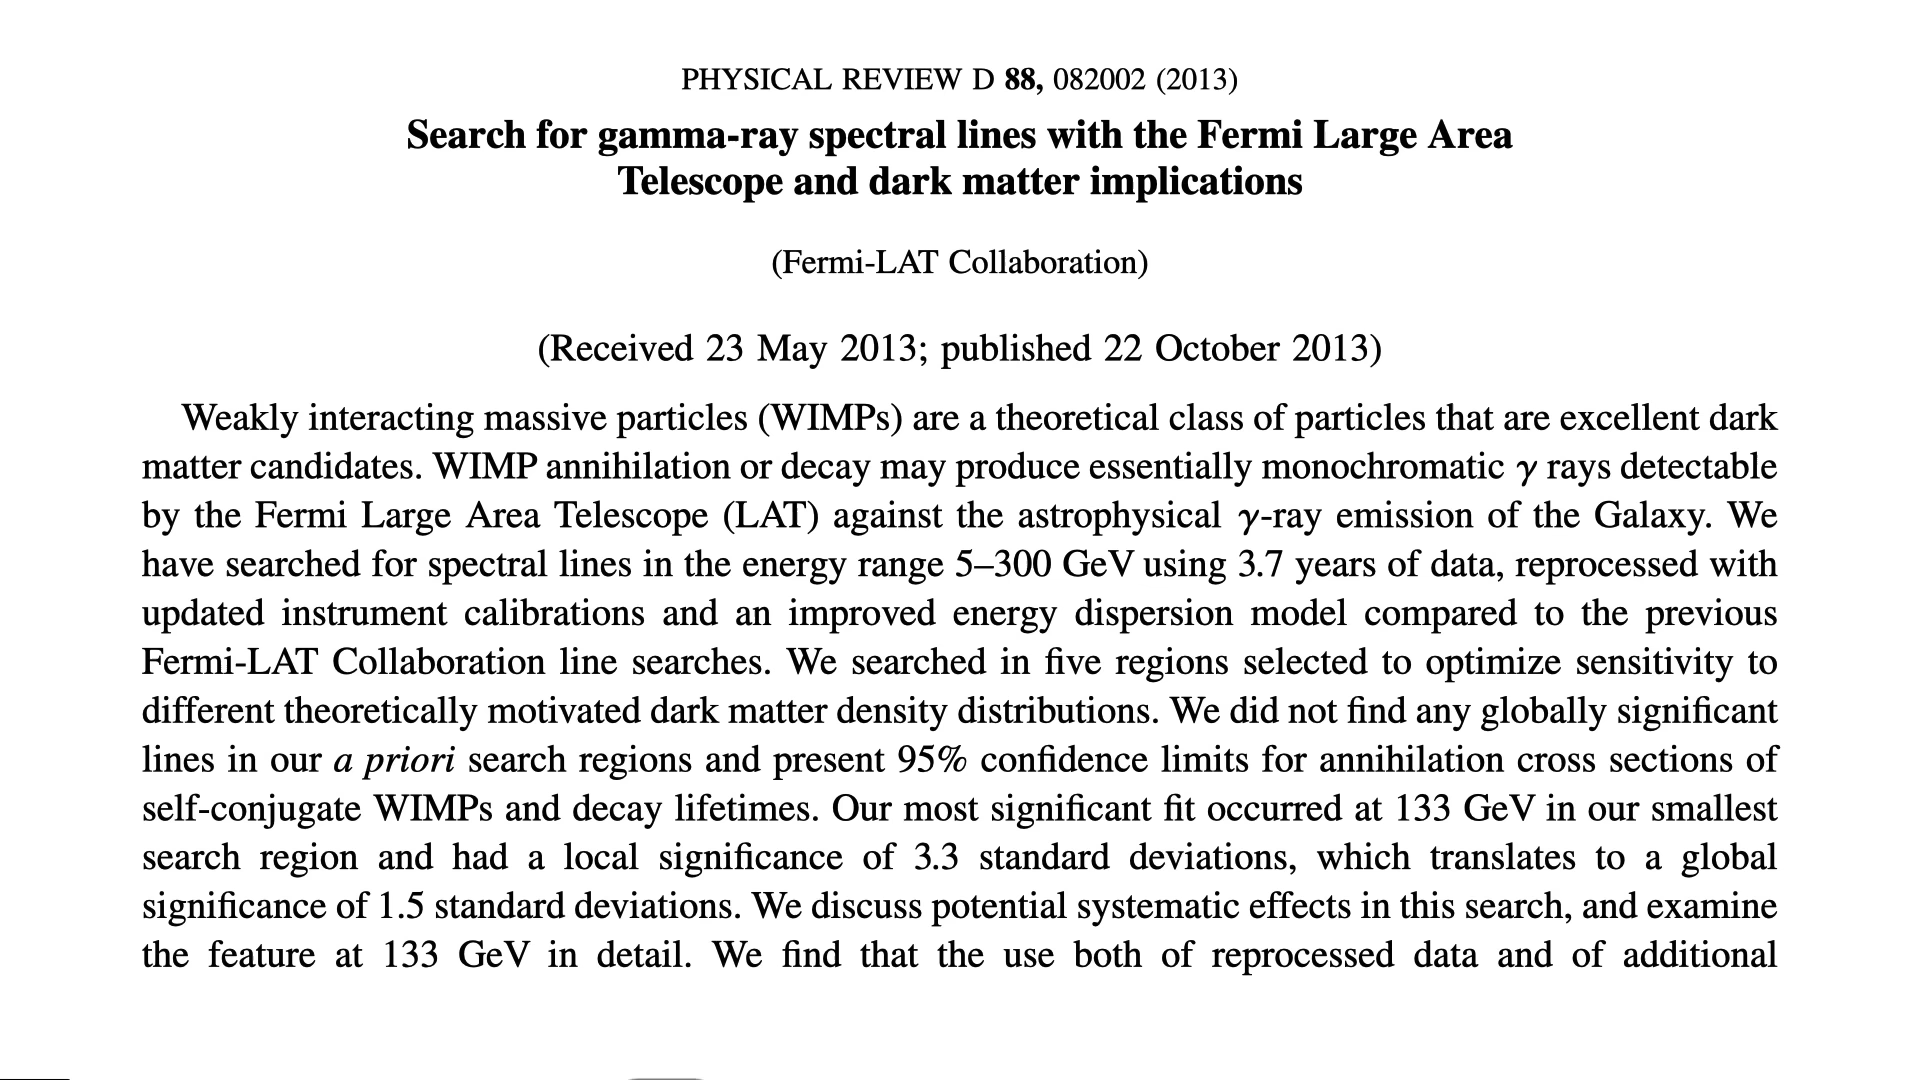 PHYSICAL REVIEW D 88, 082002 (2013)
Search for gamma-ray spectral lines with the Fermi Large Area
Telescope and dark matter implications
(Fermi-LAT Collaboration)
(Received 23 May 2013; published 22 October 2013)
Weakly interacting massive particles (WIMPs) are a theoretical class of particles that are excellent dark
matter candidates. WIMP annihilation or decay may produce essentially monochromatic γ rays detectable
by the Fermi Large Area Telescope (LAT) against the astrophysical γ-ray emission of the Galaxy. We
have searched for spectral lines in the energy range 5–300 GeV using 3.7 years of data, reprocessed with
updated instrument calibrations and an improved energy dispersion model compared to the previous
Fermi-LAT Collaboration line searches. We searched in five regions selected to optimize sensitivity to
different theoretically motivated dark matter density distributions. We did not find any globally significant
lines in our a priori search regions and present 95% confidence limits for annihilation cross sections of
self-conjugate WIMPs and decay lifetimes. Our most significant fit occurred at 133 GeV in our smallest
search region and had a local significance of 3.3 standard deviations, which translates to a global
significance of 1.5 standard deviations. We discuss potential systematic effects in this search, and examine
the feature at 133 GeV in detail. We find that the use both of reprocessed data and of additional